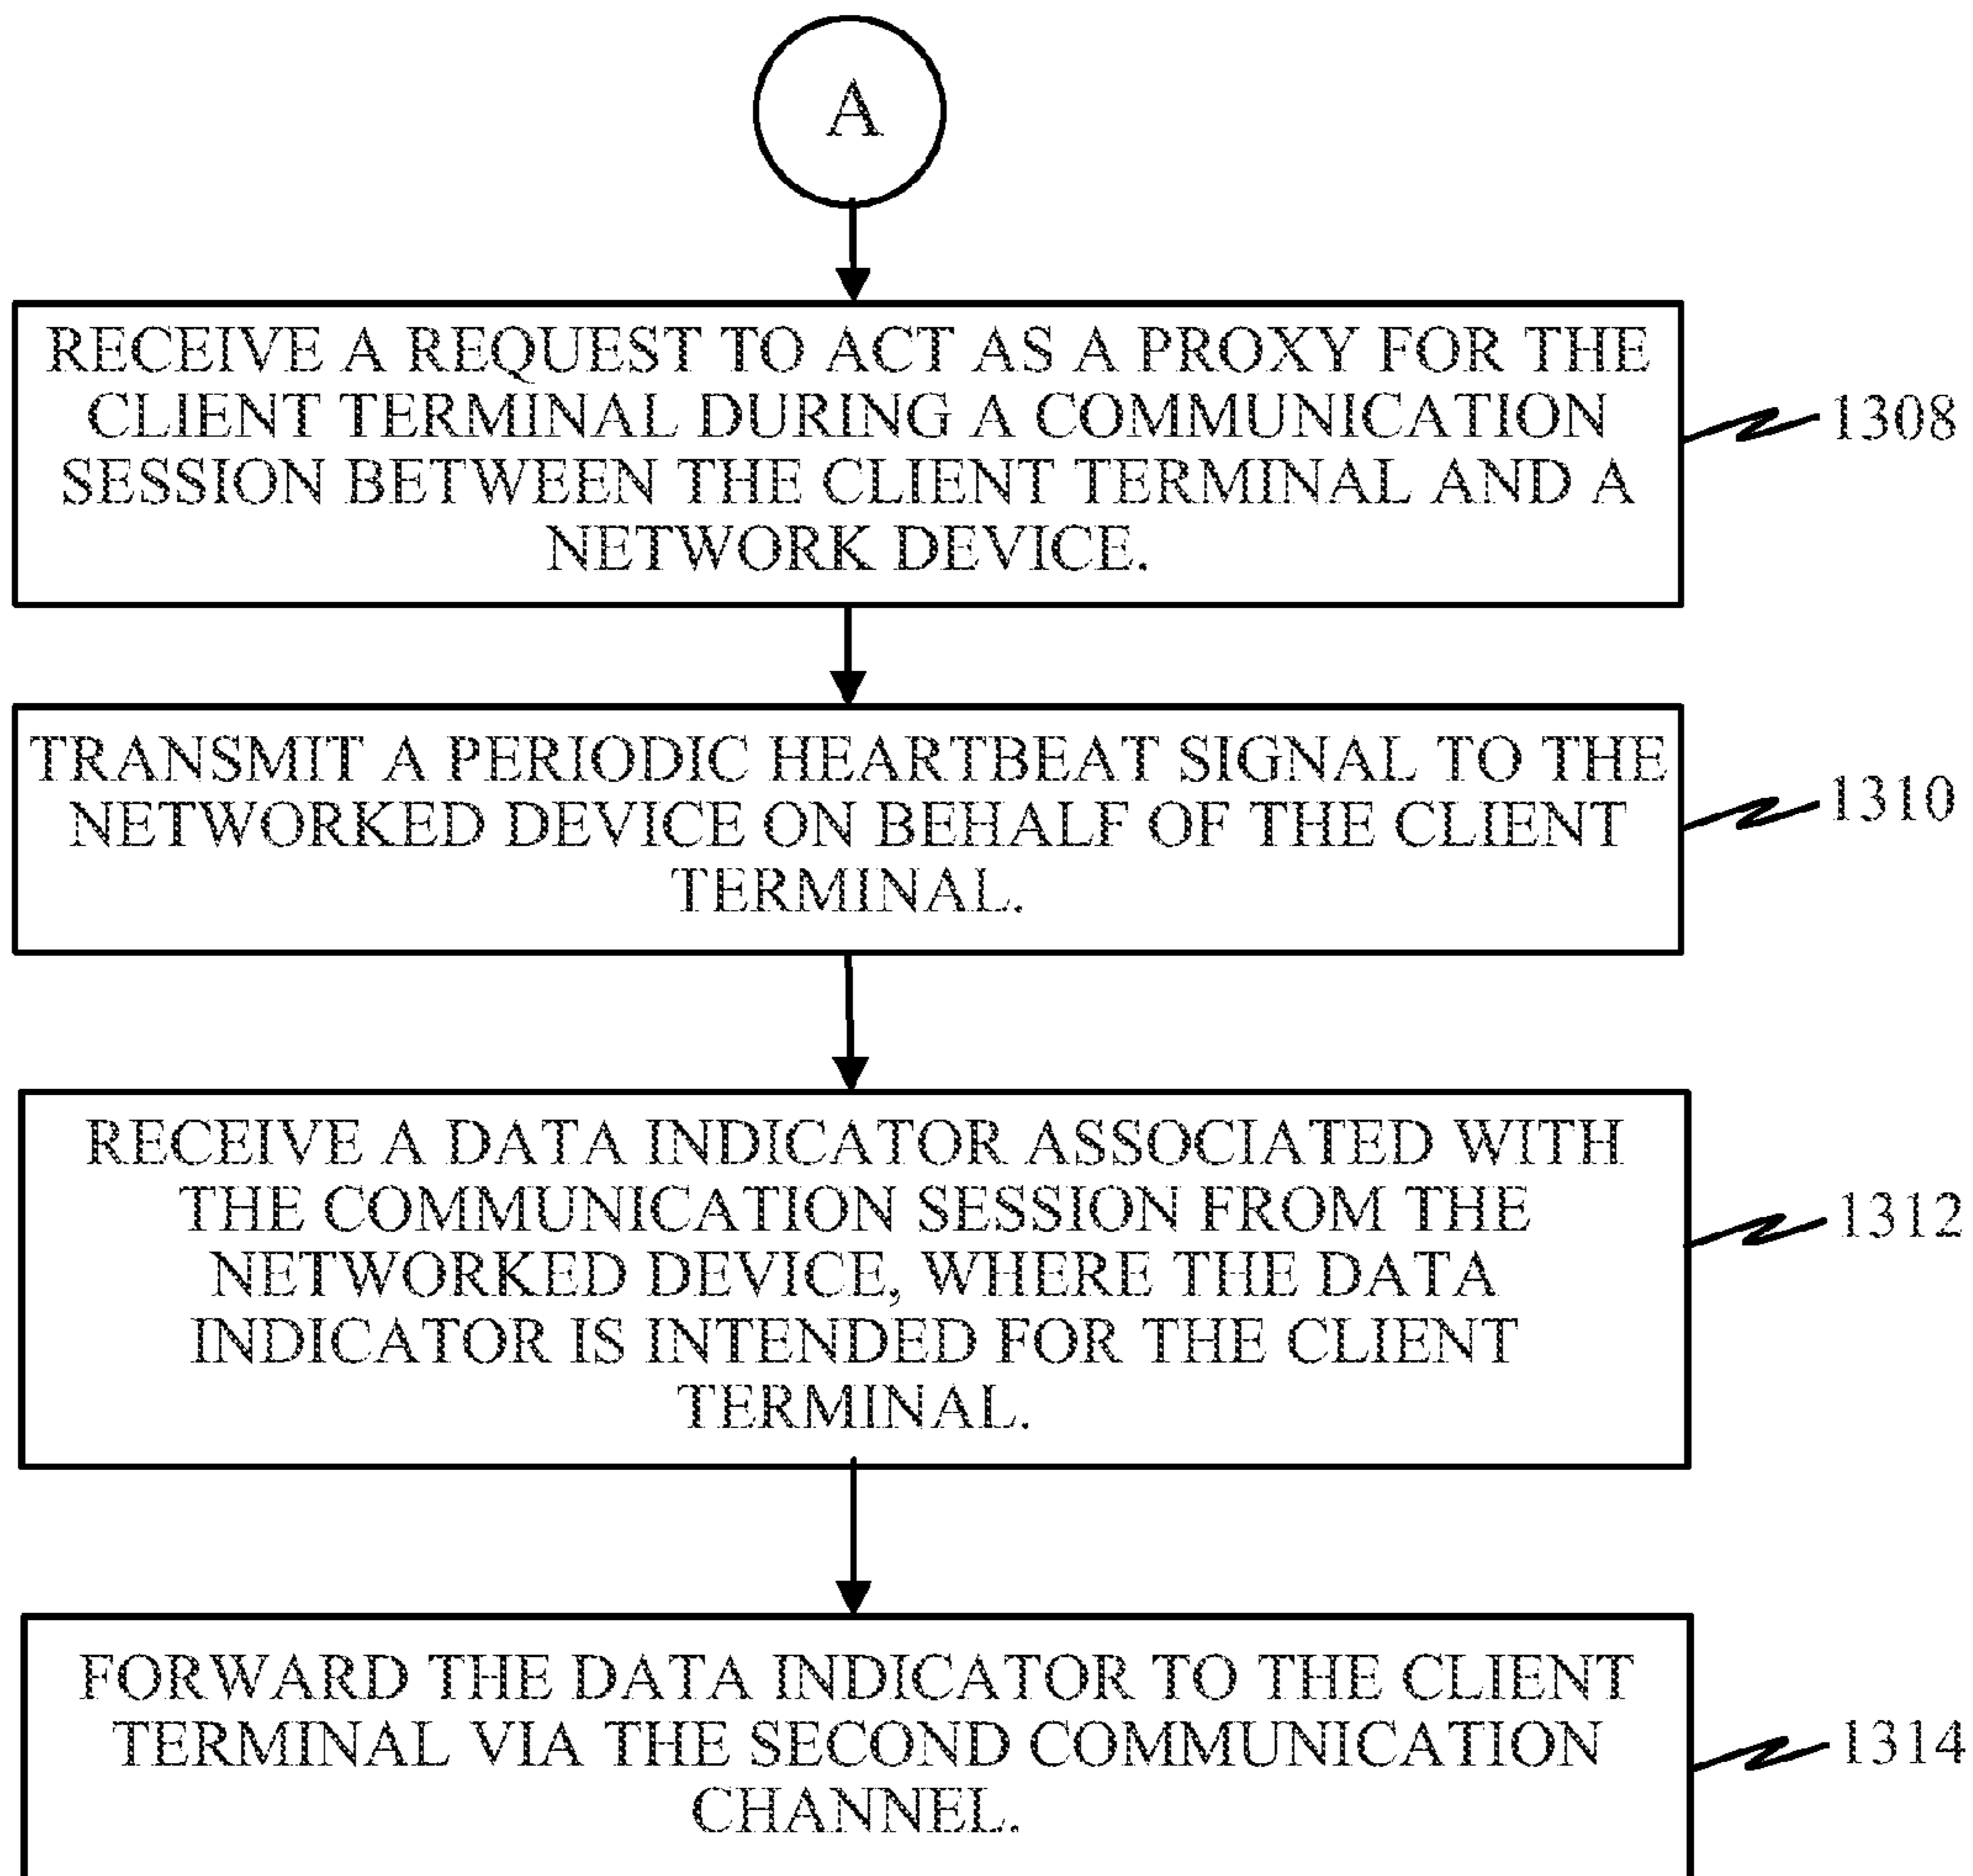 A
RECEIVE A REQUEST TO ACT AS A PROXY FOR THE
CLIENT TERMINAL DURING A COMMUNICATION
SESSION BETWEEN THE CLIENT TERMINAL AND A
NETWORK DEVICE.
1308
TRANSMIT A PERIODIC HEARTBEAT SIGNAL TO THE
NETWORKED DEVICE ON BEHALF OF THE CLIENT
TERMINAL.
1310
RECEIVE A DATA INDICATOR ASSOCIATED WITH
THE COMMUNICATION SESSION FROM THE
NETWORKED DEVICE, WHERE THE DATA
INDICATOR IS INTENDED FOR THE CLIENT
TERMINAL.
1312
FORWARD THE DATA INDICATOR TO THE CLIENT
TERMINAL VIA THE SECOND COMMUNICATION
CHANNEL.
1314